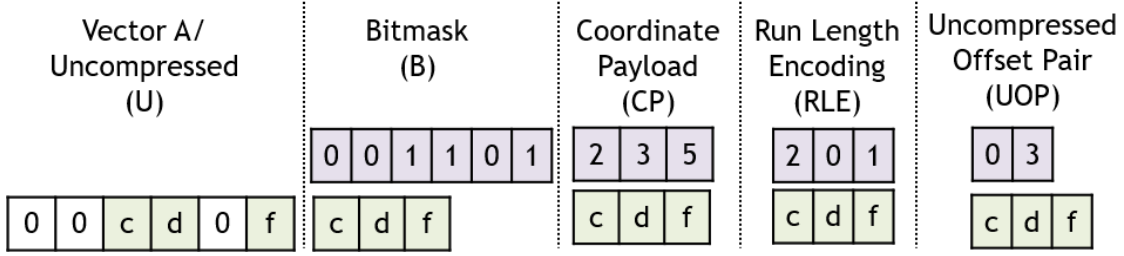 Vector A/
Uncompressed
(U)
0 0 c d 0 f
Bitmask
(B)
0 0 1 1 0 1
c d f
Coordinate
Payload
(CP)
2 3 5
c d f
Run Length
Encoding
(RLE)
2 0 1
c d f
Uncompressed
Offset Pair
(UOP)
0 3
c d f